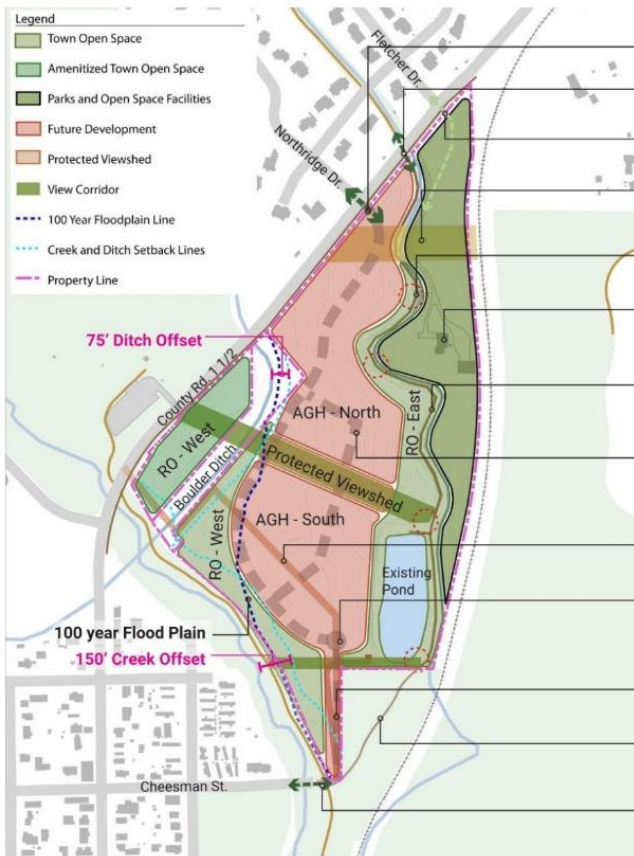 Legend
Town Open Space
Amenitized Town Open Space
Parks and Open Space Facilities
Future Development
Protected Viewshed
View Corridor
100 Year Floodplain Line
Creek and Ditch Setback Lines
Property Line
Fletcher Dr.
Northridge Dr.
75' Ditch Offset
County Rd. 1 1/2
RO - West
Boulder Ditch
AGH - North
RO - East
Protected Viewshed
AGH - South
RO - West
Existing
Pond
100 year Flood Plain
150' Creek Offset
Cheesman St.